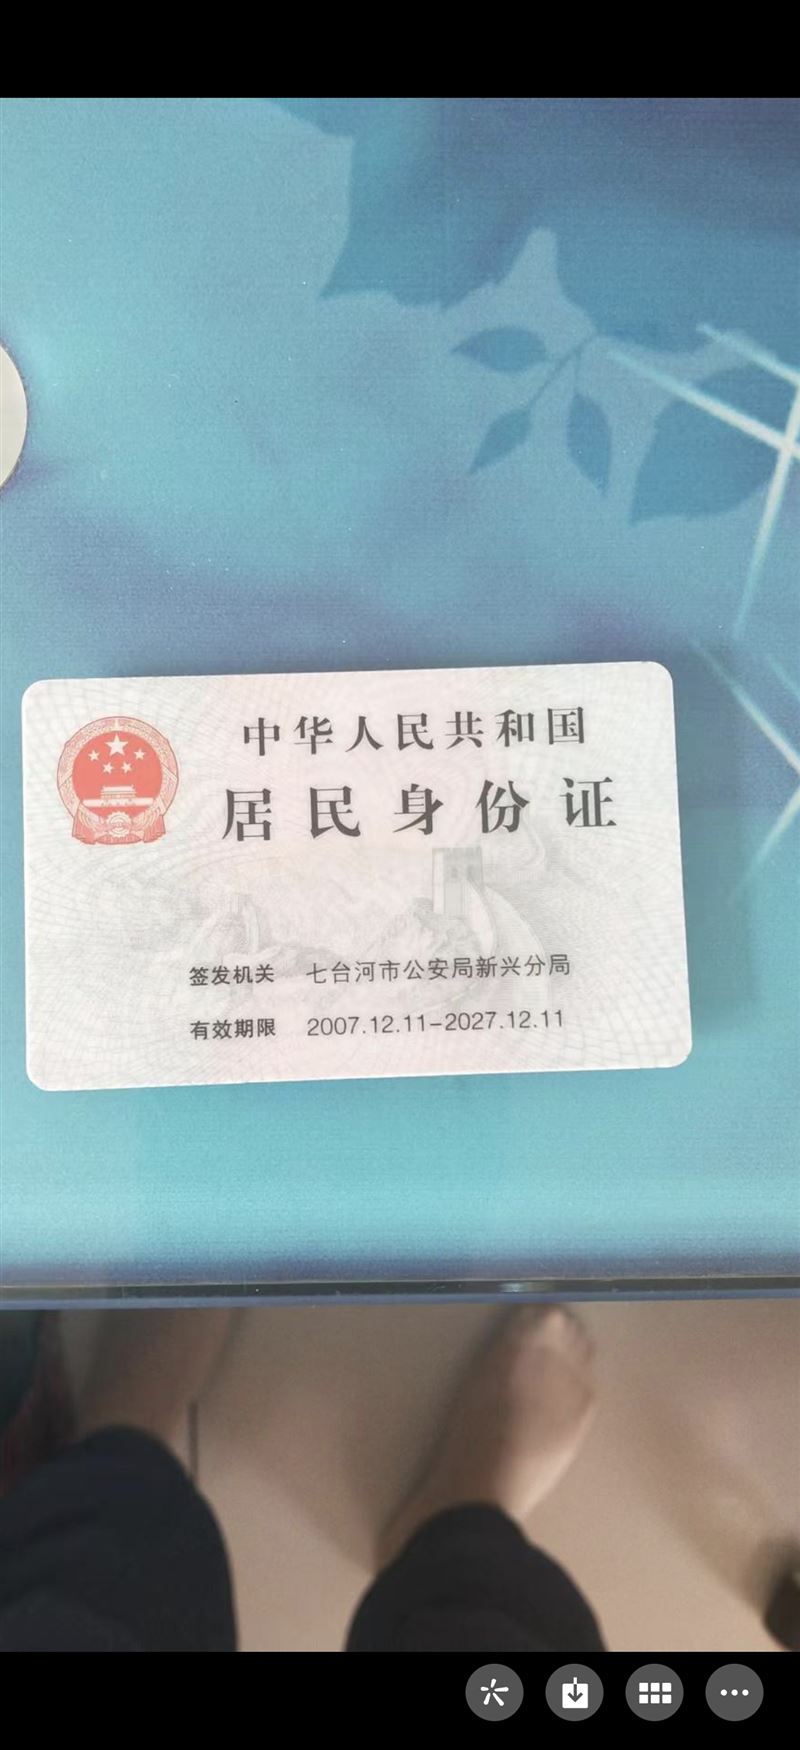 中华人民共和国
居民身份证
签发机关 七台河市公安局新兴分局
有效期限 2007.12.11-2027.12.11